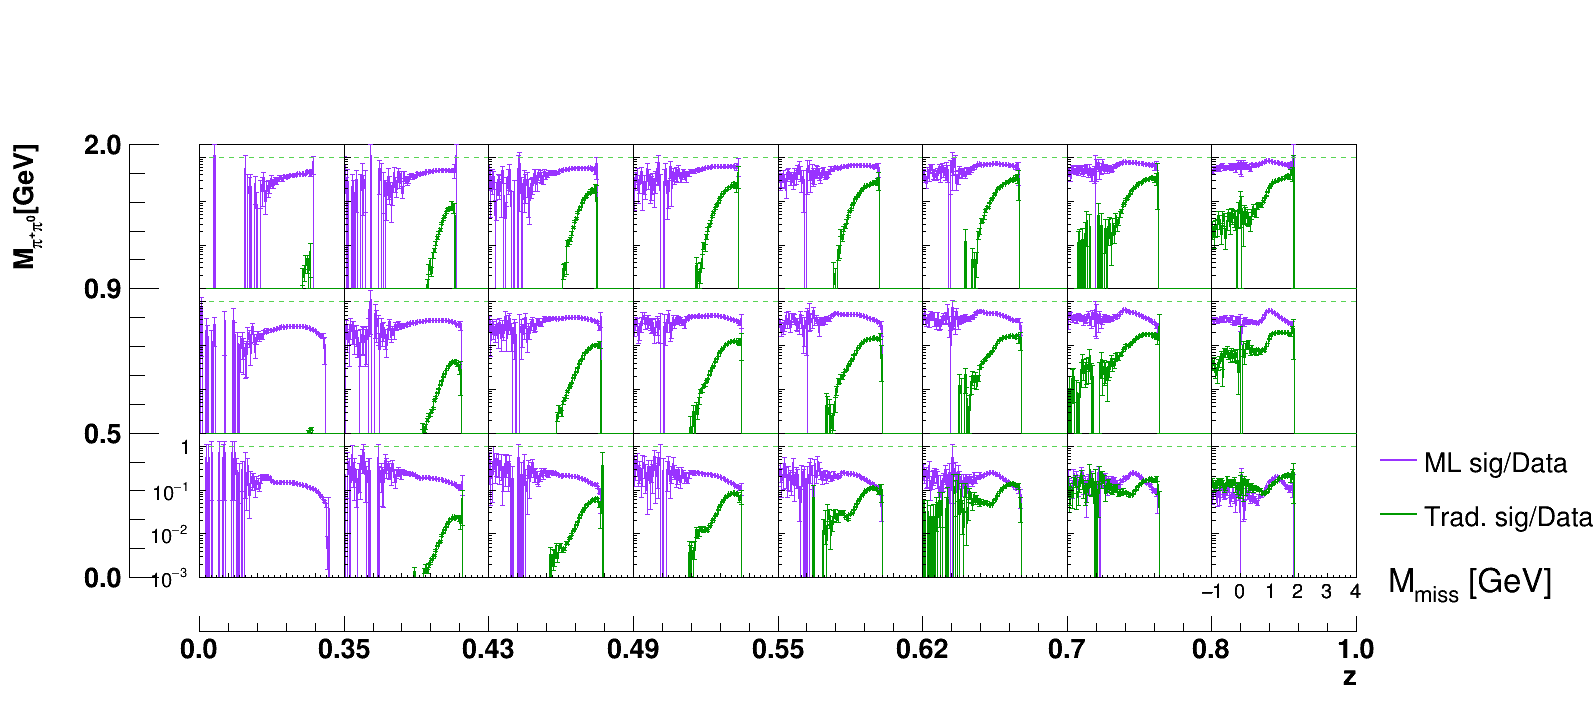 2.0
M π⁺π⁰ [GeV]
0.9
0.5
1
10⁻¹
10⁻²
0.0
10⁻³
ML sig/Data
Trad. sig/Data
M miss [GeV]
−1 0 1 2 3 4
0.0 0.35 0.43 0.49 0.55 0.62 0.7 0.8 1.0
z